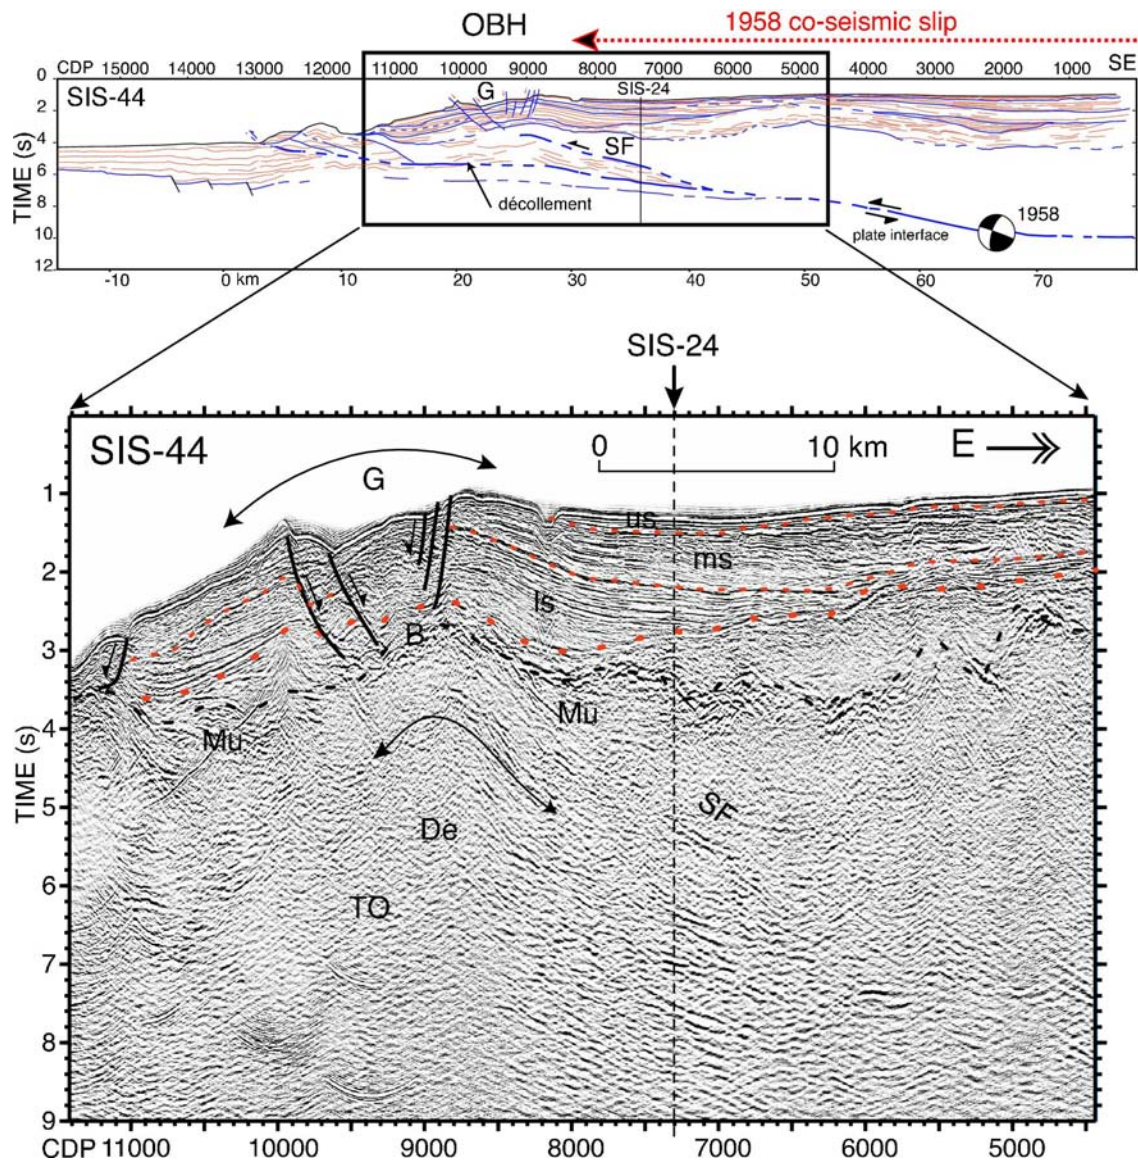 OBH
1958 co-seismic slip
CDP 15000 14000 13000 12000 11000 10000 9000 8000 7000 6000 5000 4000 3000 2000 1000 SE
SIS-44
G
SIS-24
SF
décollement
1958
plate interface
TIME (s)
0
2
4
6
8
10
12
-10 0 km 10 20 30 40 50 60 70
SIS-24
SIS-44
0 10 km
E
G
us
ms
ls
B
Mu
Mu
De
SF
TO
TIME (s)
1
2
3
4
5
6
7
8
9
CDP 11000 10000 9000 8000 7000 6000 5000